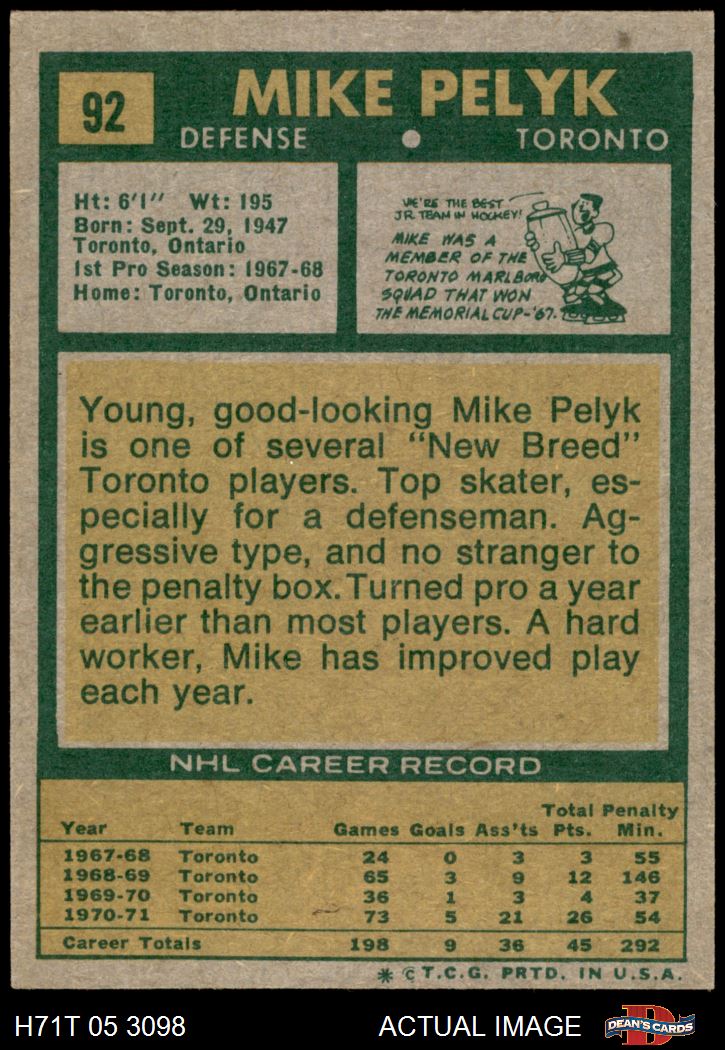 92
MIKE PELYK
DEFENSE • TORONTO
Ht: 6'1" Wt: 195
Born: Sept. 29, 1947
Toronto, Ontario
1st Pro Season: 1967-68
Home: Toronto, Ontario
WE'RE THE BEST
JR. TEAM IN HOCKEY!
MIKE WAS A
MEMBER OF THE
TORONTO MARLBORO
SQUAD THAT WON
THE MEMORIAL CUP-'67.
Young, good-looking Mike Pelyk
is one of several "New Breed"
Toronto players. Top skater, es-
pecially for a defenseman. Ag-
gressive type, and no stranger to
the penalty box. Turned pro a year
earlier than most players. A hard
worker, Mike has improved play
each year.
NHL CAREER RECORD
Total Penalty
Year Team Games Goals Ass'ts Pts. Min.
1967-68 Toronto 24 0 3 3 55
1968-69 Toronto 65 3 9 12 146
1969-70 Toronto 36 1 3 4 37
1970-71 Toronto 73 5 21 26 54
Career Totals 198 9 36 45 292
* © T.C.G. PRTD. IN U.S.A.
H71T 05 3098 ACTUAL IMAGE
D
DEAN'S CARDS